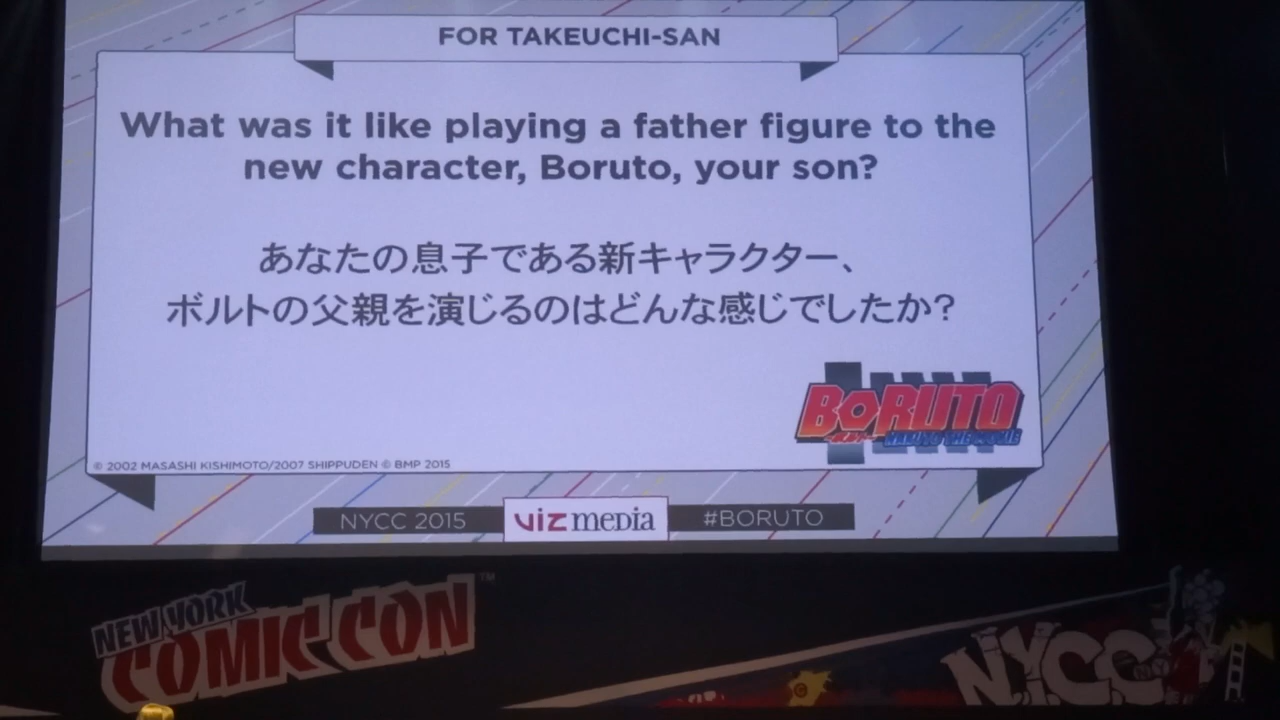 FOR TAKEUCHI-SAN
What was it like playing a father figure to the
new character, Boruto, your son?
あなたの息子である新キャラクター、
ボルトの父親を演じるのはどんな感じでしたか?
BORUTO
NARUTO THE MOVIE
© 2002 MASASHI KISHIMOTO/2007 SHIPPUDEN © BMP 2015
NYCC 2015
VIZ media
#BORUTO
NEW YORK
COMIC CON™
NYCC
NY